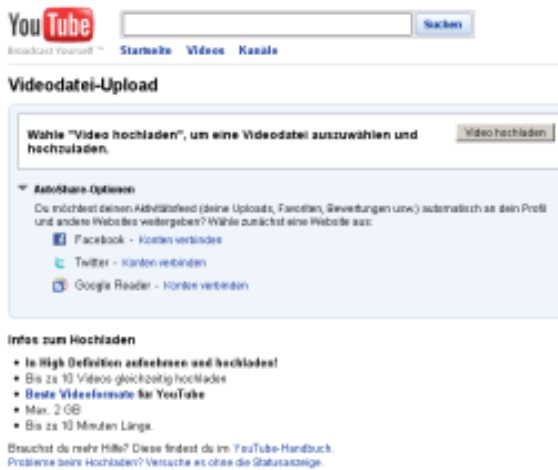 YouTube
Suchen
Broadcast Yourself ™
Startseite Videos Kanäle
Videodatei-Upload
Wähle "Video hochladen", um eine Videodatei auszuwählen und
hochzuladen.
Video hochladen
AutoShare-Optionen
Du möchtest deinen Aktivitätsfeed (deine Uploads, Favoriten, Bewertungen usw.) automatisch an dein Profil
und andere Websites weitergeben? Wähle zunächst eine Website aus:
Facebook - Konten verbinden
Twitter - Konten verbinden
Google Reader - Konten verbinden
Infos zum Hochladen
• In High Definition aufnehmen und hochladen!
• Bis zu 10 Videos gleichzeitig hochladen
• Beste Videoformate für YouTube
• Max. 2 GB
• Bis zu 10 Minuten Länge.
Brauchst du mehr Hilfe? Diese findest du im YouTube-Handbuch.
Probleme beim Hochladen? Versuche es ohne die Statusanzeige.